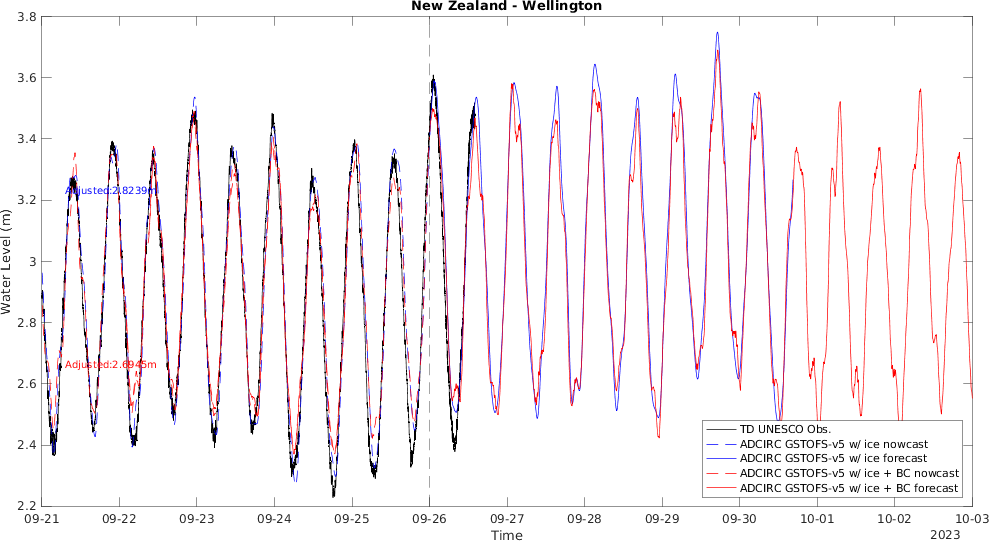 New Zealand - Wellington
3.8
3.6
3.4
3.2
3
2.8
2.6
2.4
2.2
Water Level (m)
Adjusted:2.8239m
Adjusted:2.6945m
TD UNESCO Obs.
ADCIRC GSTOFS-v5 w/ ice nowcast
ADCIRC GSTOFS-v5 w/ ice forecast
ADCIRC GSTOFS-v5 w/ ice + BC nowcast
ADCIRC GSTOFS-v5 w/ ice + BC forecast
09-21 09-22 09-23 09-24 09-25 09-26 09-27 09-28 09-29 09-30 10-01 10-02 10-03
Time
2023